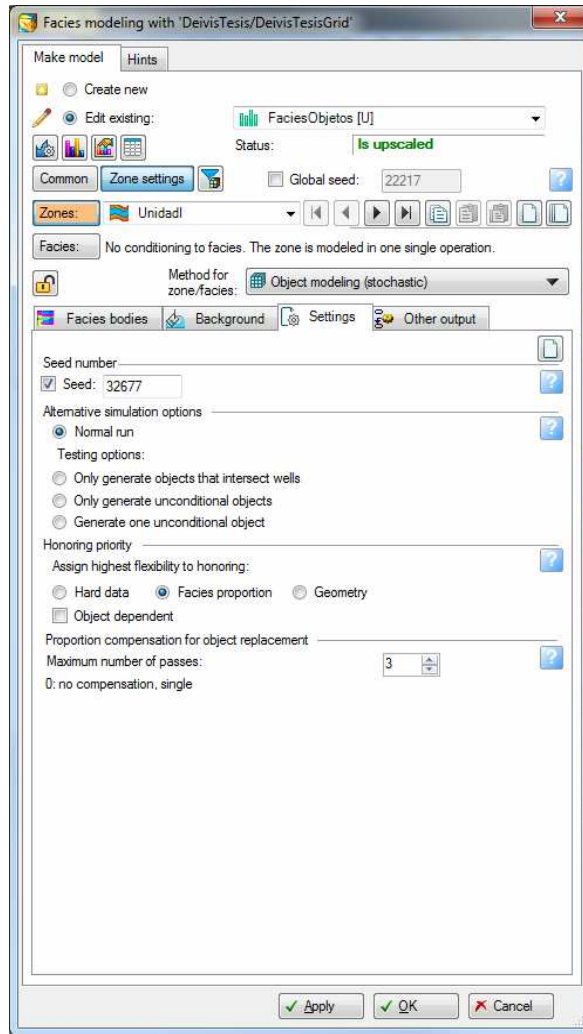 Facies modeling with 'DeivisTesis/DeivisTesisGrid'
Make model Hints
Create new
Edit existing: FaciesObjetos [U]
Status: Is upscaled
Common Zone settings Global seed: 22217 ?
Zones: UnidadI
Facies: No conditioning to facies. The zone is modeled in one single operation.
Method for
zone/facies: Object modeling (stochastic)
Facies bodies Background Settings Other output
Seed number
Seed: 32677 ?
Alternative simulation options
Normal run ?
Testing options:
Only generate objects that intersect wells
Only generate unconditional objects
Generate one unconditional object
Honoring priority
Assign highest flexibility to honoring: ?
Hard data Facies proportion Geometry
Object dependent
Proportion compensation for object replacement
Maximum number of passes: 3 ?
0: no compensation, single
Apply OK Cancel